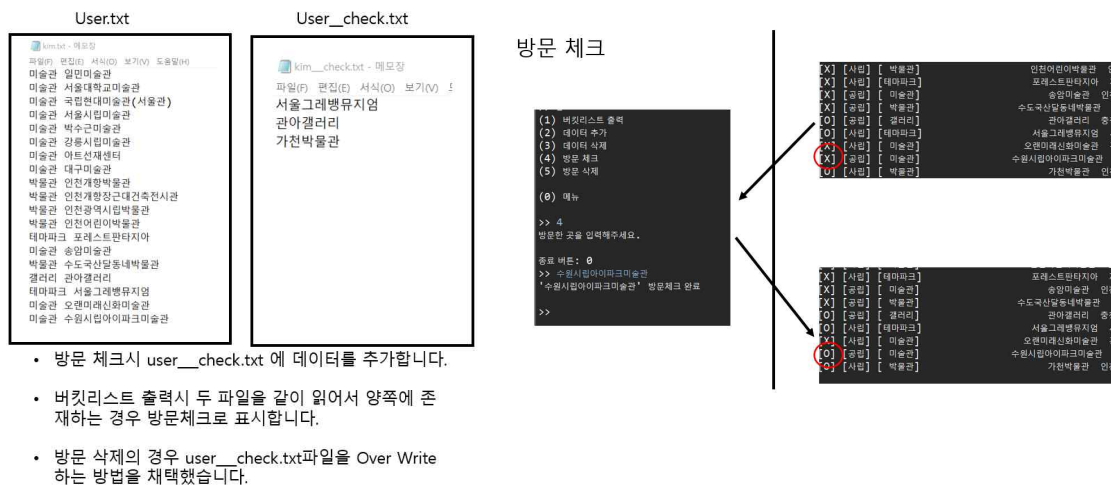 User.txt
User__check.txt
kim.txt - 메모장
파일(F) 편집(E) 서식(O) 보기(V) 도움말(H)
미술관 일민미술관
미술관 서울대학교미술관
미술관 국립현대미술관(서울관)
미술관 서울시립미술관
미술관 박수근미술관
미술관 강릉시립미술관
미술관 아트선재센터
미술관 대구미술관
박물관 인천개항박물관
박물관 인천개항장근대건축전시관
박물관 인천광역시립박물관
박물관 인천어린이박물관
테마파크 포레스트판타지아
미술관 송암미술관
박물관 수도국산달동네박물관
갤러리 관아갤러리
테마파크 서울그레뱅뮤지엄
미술관 오랜미래신화미술관
미술관 수원시립아이파크미술관
kim__check.txt - 메모장
파일(F) 편집(E) 서식(O) 보기(V)
서울그레뱅뮤지엄
관아갤러리
가천박물관
• 방문 체크시 user__check.txt 에 데이터를 추가합니다.
• 버킷리스트 출력시 두 파일을 같이 읽어서 양쪽에 존
재하는 경우 방문체크로 표시합니다.
• 방문 삭제의 경우 user__check.txt파일을 Over Write
하는 방법을 채택했습니다.
방문 체크
(1) 버킷리스트 출력
(2) 데이터 추가
(3) 데이터 삭제
(4) 방문 체크
(5) 방문 삭제
(0) 메뉴
>> 4
방문한 곳을 입력해주세요.
종료 버튼: 0
>> 수원시립아이파크미술관
'수원시립아이파크미술관' 방문체크 완료
>>
[X] [사립] [ 박물관] 인천어린이박물관
[X] [사립] [테마파크] 포레스트판타지아
[X] [공립] [ 미술관] 송암미술관
[X] [공립] [ 박물관] 수도국산달동네박물관
[O] [공립] [ 갤러리] 관아갤러리
[O] [사립] [테마파크] 서울그레뱅뮤지엄
[X] [사립] [ 미술관] 오랜미래신화미술관
[X] [공립] [ 미술관] 수원시립아이파크미술관
[O] [사립] [ 박물관] 가천박물관
[X] [사립] [테마파크] 포레스트판타지아
[X] [공립] [ 미술관] 송암미술관
[X] [공립] [ 박물관] 수도국산달동네박물관
[O] [공립] [ 갤러리] 관아갤러리
[O] [사립] [테마파크] 서울그레뱅뮤지엄
[X] [사립] [ 미술관] 오랜미래신화미술관
[O] [공립] [ 미술관] 수원시립아이파크미술관
[O] [사립] [ 박물관] 가천박물관